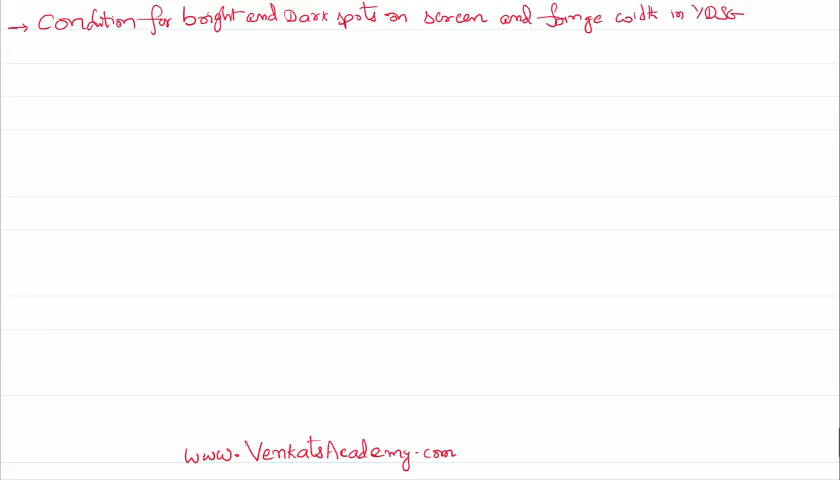 → Condition for bright and Dark spots on screen and fringe width in YDSE
www.VenkatsAcademy.com